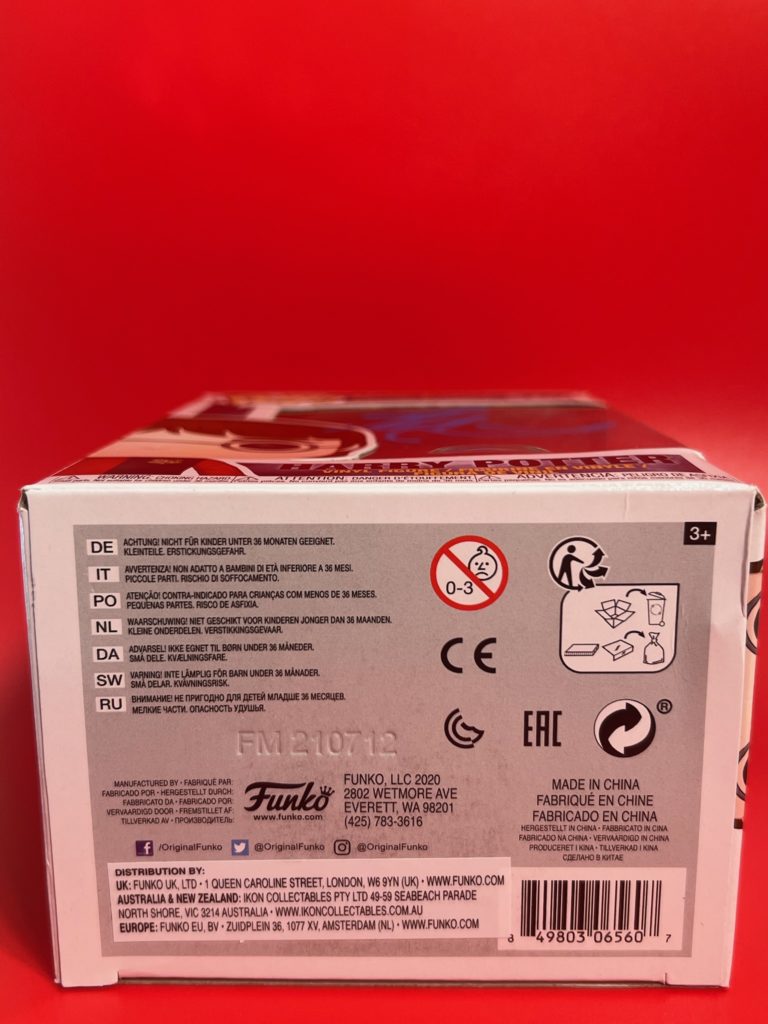 HARRY POTTER
WARNING: CHOKING HAZARD
ATTENTION: DANGER D'ÉTOUFFEMENT
ADVERTENCIA: PELIGRO DE
3+
DE ACHTUNG! NICHT FÜR KINDER UNTER 36 MONATEN GEEIGNET.
KLEINTEILE. ERSTICKUNGSGEFAHR.
IT AVVERTENZA! NON ADATTO A BAMBINI DI ETÀ INFERIORE A 36 MESI.
PICCOLE PARTI. RISCHIO DI SOFFOCAMENTO.
PO ATENÇÃO! CONTRA-INDICADO PARA CRIANÇAS COM MENOS DE 36 MESES.
PEQUENAS PARTES. RISCO DE ASFIXIA.
NL WAARSCHUWING! NIET GESCHIKT VOOR KINDEREN JONGER DAN 36 MAANDEN.
KLEINE ONDERDELEN. VERSTIKKINGSGEVAAR.
DA ADVARSEL! IKKE EGNET TIL BØRN UNDER 36 MÅNEDER.
SMÅ DELE. KVÆLNINGSFARE.
SW VARNING! INTE LÄMPLIG FÖR BARN UNDER 36 MÅNADER.
SMÅ DELAR. KVÄVNINGSRISK.
RU ВНИМАНИЕ! НЕ ПРИГОДНО ДЛЯ ДЕТЕЙ МЛАДШЕ 36 МЕСЯЦЕВ.
МЕЛКИЕ ЧАСТИ. ОПАСНОСТЬ УДУШЬЯ.
0-3
CE
EAC
®
FM 210712
MANUFACTURED BY • FABRIQUÉ PAR:
FABRICADO POR • HERGESTELLT DURCH:
FABBRICATO DA • FABRICADO POR:
VERVAARDIGD DOOR • FREMSTILLET AF:
TILLVERKAD AV • ПРОИЗВОДИТЕЛЬ:
Funko
www.funko.com
FUNKO, LLC 2020
2802 WETMORE AVE
EVERETT, WA 98201
(425) 783-3616
MADE IN CHINA
FABRIQUÉ EN CHINE
FABRICADO EN CHINA
HERGESTELLT IN CHINA • FABBRICATO IN CINA
FABRICADO NA CHINA • VERVAARDIGD IN CHINA
PRODUCERET I KINA • TILLVERKAD I KINA
СДЕЛАНО В КИТАЕ
/OriginalFunko @OriginalFunko @OriginalFunko
DISTRIBUTION BY:
UK: FUNKO UK, LTD • 1 QUEEN CAROLINE STREET, LONDON, W6 9YN (UK) • WWW.FUNKO.COM
AUSTRALIA & NEW ZEALAND: IKON COLLECTABLES PTY LTD 49-59 SEABEACH PARADE
NORTH SHORE, VIC 3214 AUSTRALIA • WWW.IKONCOLLECTABLES.COM.AU
EUROPE: FUNKO EU, BV • ZUIDPLEIN 36, 1077 XV, AMSTERDAM (NL) • WWW.FUNKO.COM
49803 06560 7